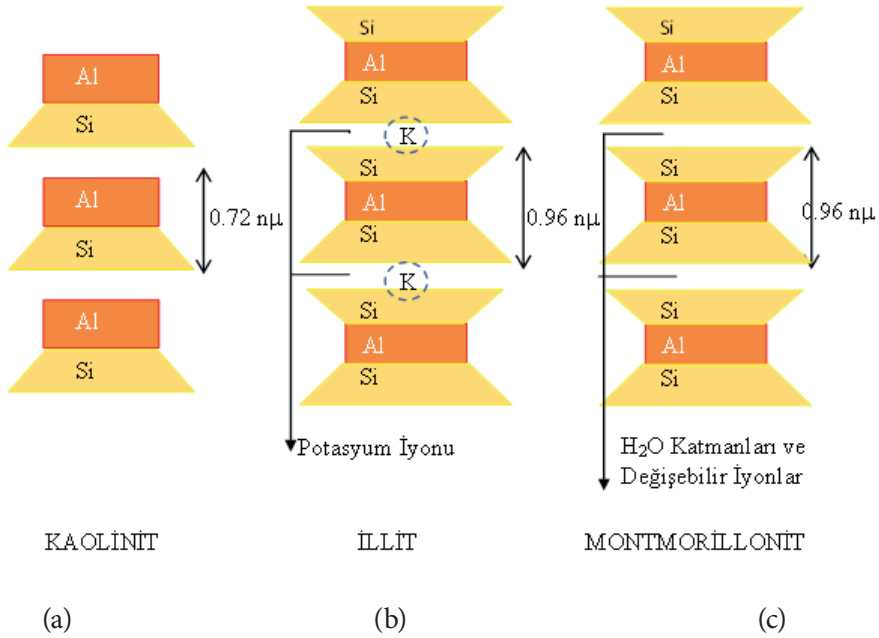 Al
Si
Al
Si
0.72 nμ
Al
Si
Si
Al
Si
K
Si
Al
Si
0.96 nμ
K
Si
Al
Si
Potasyum İyonu
Si
Al
Si
Si
Al
Si
0.96 nμ
Si
Al
Si
H₂O Katmanları ve
Değişebilir İyonlar
KAOLİNİT
İLLİT
MONTMORİLLONİT
(a)
(b)
(c)